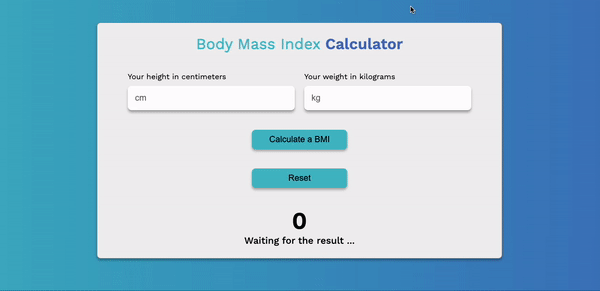 Body Mass Index Calculator
Your height in centimeters Your weight in kilograms
cm kg
Calculate a BMI
Reset
0
Waiting for the result ...